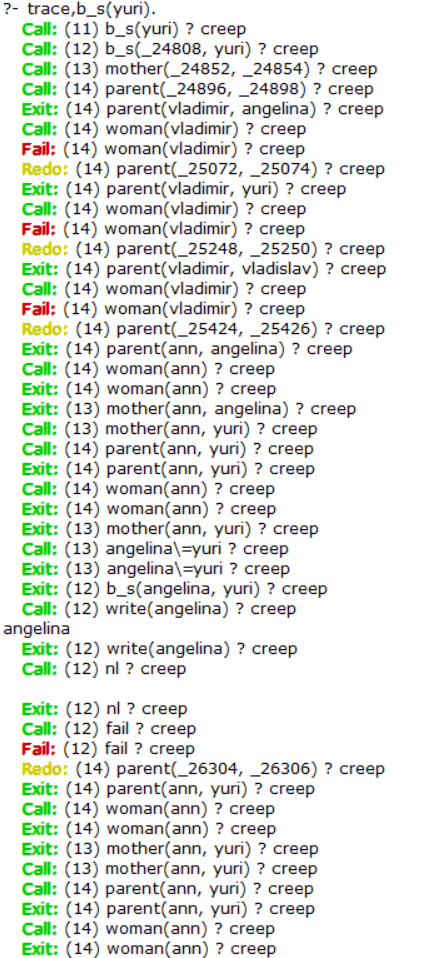 ?- trace,b_s(yuri).
Call: (11) b_s(yuri) ? creep
Call: (12) b_s(_24808, yuri) ? creep
Call: (13) mother(_24852, _24854) ? creep
Call: (14) parent(_24896, _24898) ? creep
Exit: (14) parent(vladimir, angelina) ? creep
Call: (14) woman(vladimir) ? creep
Fail: (14) woman(vladimir) ? creep
Redo: (14) parent(_25072, _25074) ? creep
Exit: (14) parent(vladimir, yuri) ? creep
Call: (14) woman(vladimir) ? creep
Fail: (14) woman(vladimir) ? creep
Redo: (14) parent(_25248, _25250) ? creep
Exit: (14) parent(vladimir, vladislav) ? creep
Call: (14) woman(vladimir) ? creep
Fail: (14) woman(vladimir) ? creep
Redo: (14) parent(_25424, _25426) ? creep
Exit: (14) parent(ann, angelina) ? creep
Call: (14) woman(ann) ? creep
Exit: (14) woman(ann) ? creep
Exit: (13) mother(ann, angelina) ? creep
Call: (13) mother(ann, yuri) ? creep
Call: (14) parent(ann, yuri) ? creep
Exit: (14) parent(ann, yuri) ? creep
Call: (14) woman(ann) ? creep
Exit: (14) woman(ann) ? creep
Exit: (13) mother(ann, yuri) ? creep
Call: (13) angelina\=yuri ? creep
Exit: (13) angelina\=yuri ? creep
Exit: (12) b_s(angelina, yuri) ? creep
Call: (12) write(angelina) ? creep
angelina
Exit: (12) write(angelina) ? creep
Call: (12) nl ? creep
Exit: (12) nl ? creep
Call: (12) fail ? creep
Fail: (12) fail ? creep
Redo: (14) parent(_26304, _26306) ? creep
Exit: (14) parent(ann, yuri) ? creep
Call: (14) woman(ann) ? creep
Exit: (14) woman(ann) ? creep
Exit: (13) mother(ann, yuri) ? creep
Call: (13) mother(ann, yuri) ? creep
Call: (14) parent(ann, yuri) ? creep
Exit: (14) parent(ann, yuri) ? creep
Call: (14) woman(ann) ? creep
Exit: (14) woman(ann) ? creep